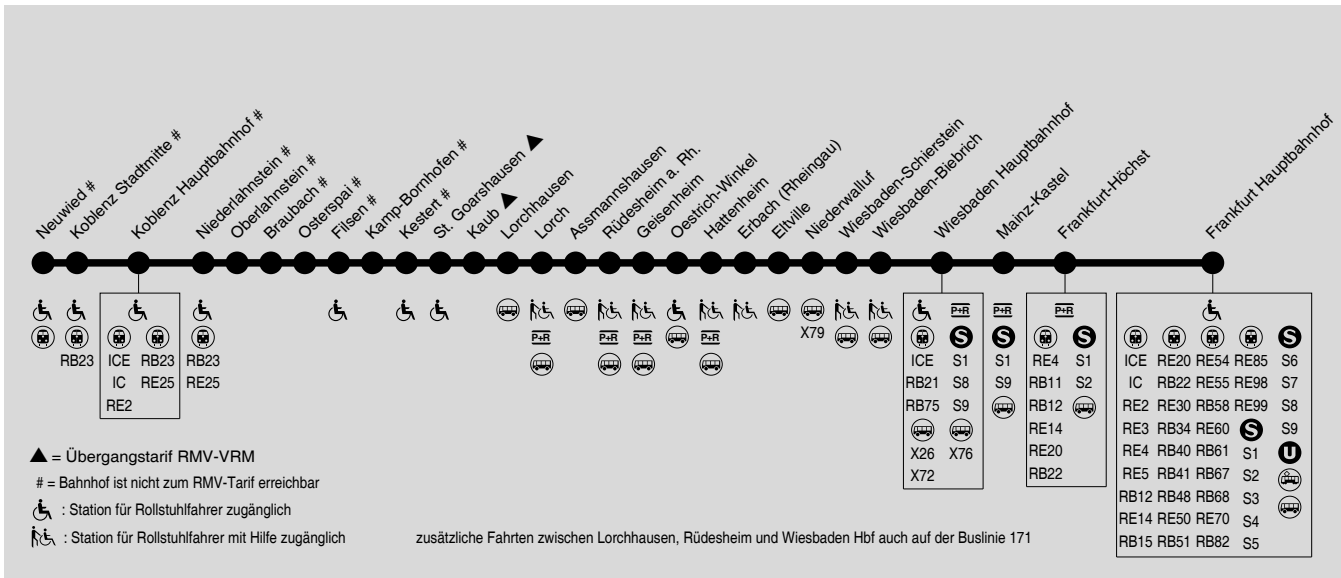 Neuwied #
Koblenz Stadtmitte #
Koblenz Hauptbahnhof #
Niederlahnstein #
Oberlahnstein #
Braubach #
Osterspai #
Filsen #
Kamp-Bornhofen #
Kestert #
St. Goarshausen ▲
Kaub ▲
Lorchhausen
Lorch
Assmannshausen
Rüdesheim a. Rh.
Geisenheim
Oestrich-Winkel
Hattenheim
Erbach (Rheingau)
Eltville
Niederwalluf
Wiesbaden-Schierstein
Wiesbaden-Biebrich
Wiesbaden Hauptbahnhof
Mainz-Kastel
Frankfurt-Höchst
Frankfurt Hauptbahnhof
RB23
ICE RB23
IC RE25
RE2
RB23
RE25
P+R
P+R
P+R
P+R
X79
P+R
S
ICE S1
RB21 S8
RB75 S9
X26 X76
X72
P+R
S
S1
S9
P+R
S
RE4 S1
RB11 S2
RB12
RE14
RE20
RB22
S
ICE RE20 RE54 RE85 S6
IC RB22 RE55 RE98 S7
RE2 RE30 RB58 RE99 S8
RE3 RB34 RE60 S S9
RE4 RB40 RB61 S1 U
RE5 RB41 RB67 S2
RB12 RB48 RB68 S3
RE14 RE50 RE70 S4
RB15 RB51 RB82 S5
▲ = Übergangstarif RMV-VRM
# = Bahnhof ist nicht zum RMV-Tarif erreichbar
: Station für Rollstuhlfahrer zugänglich
: Station für Rollstuhlfahrer mit Hilfe zugänglich
zusätzliche Fahrten zwischen Lorchhausen, Rüdesheim und Wiesbaden Hbf auch auf der Buslinie 171